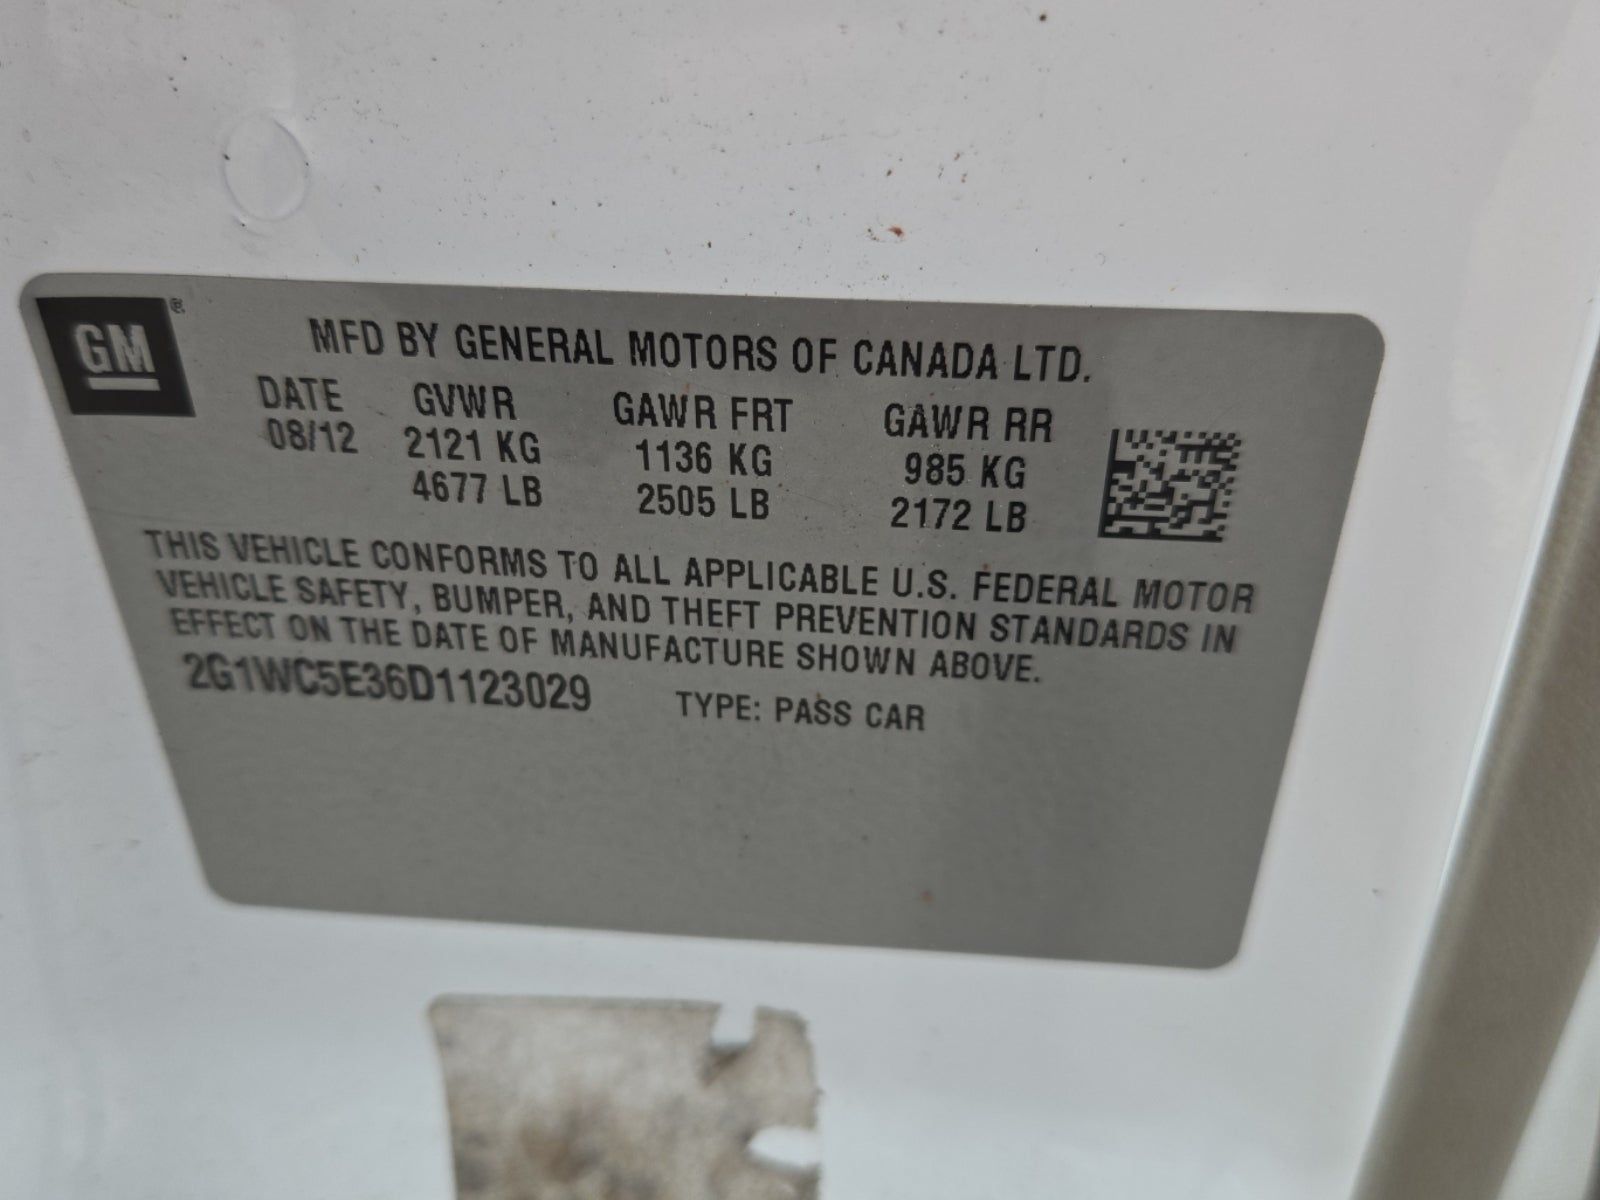 GM®
MFD BY GENERAL MOTORS OF CANADA LTD.
DATE GVWR GAWR FRT GAWR RR
08/12 2121 KG 1136 KG 985 KG
4677 LB 2505 LB 2172 LB
THIS VEHICLE CONFORMS TO ALL APPLICABLE U.S. FEDERAL MOTOR
VEHICLE SAFETY, BUMPER, AND THEFT PREVENTION STANDARDS IN
EFFECT ON THE DATE OF MANUFACTURE SHOWN ABOVE.
2G1WC5E36D1123029 TYPE: PASS CAR